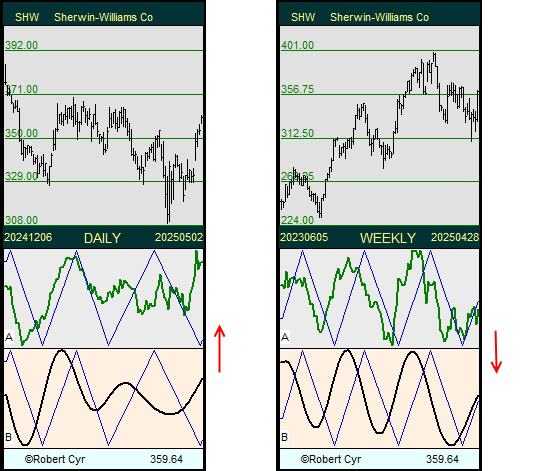 SHW Sherwin-Williams Co
392.00
371.00
350.00
329.00
308.00
20241206 DAILY 20250502
A
B
©Robert Cyr 359.64
SHW Sherwin-Williams Co
401.00
356.75
312.50
268.25
224.00
20230605 WEEKLY 20250428
A
B
©Robert Cyr 359.64